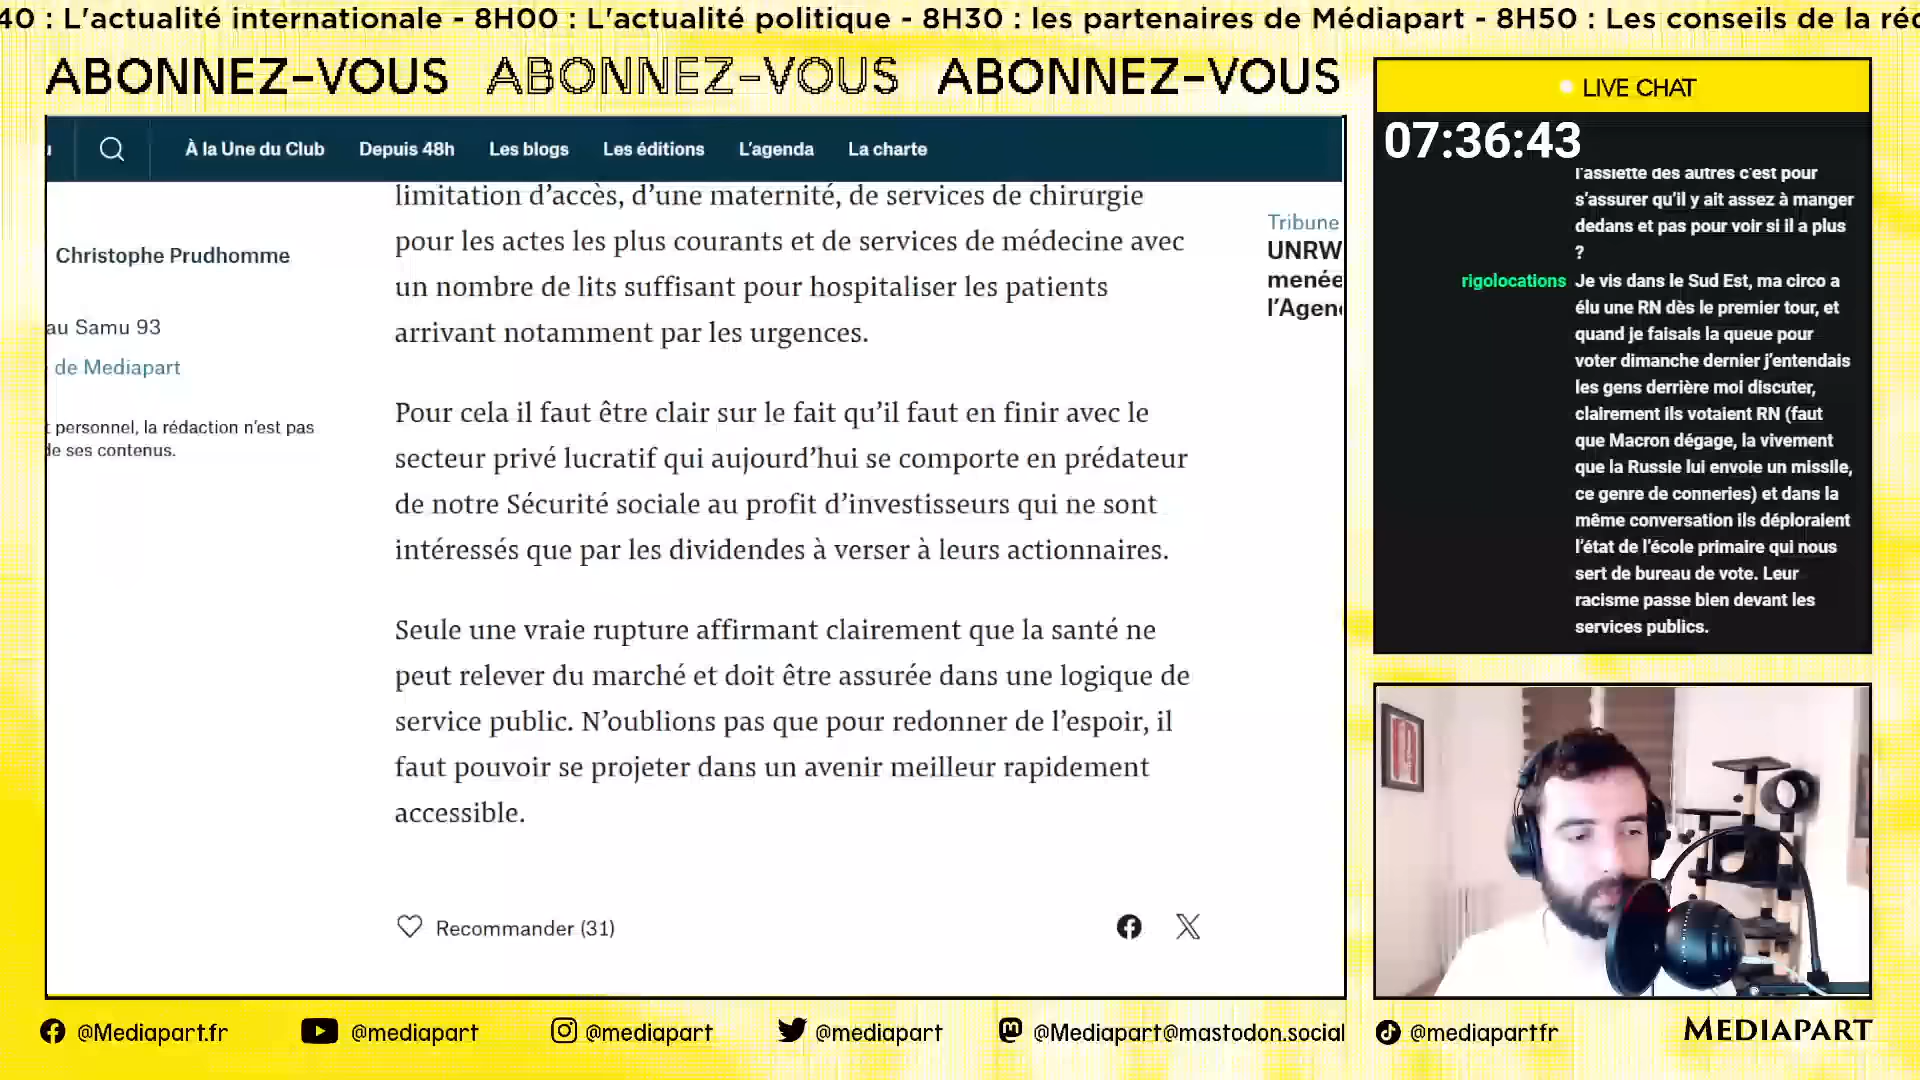 40 : L'actualité internationale - 8H00 : L'actualité politique - 8H30 : les partenaires de Médiapart - 8H50 : Les conseils de la
ABONNEZ-VOUS ABONNEZ-VOUS ABONNEZ-VOUS
À la Une du Club Depuis 48h Les blogs Les éditions L'agenda La charte
Christophe Prudhomme
au Samu 93
de Mediapart
personnel, la rédaction n'est pas
de ses contenus.
limitation d'accès, d'une maternité, de services de chirurgie
pour les actes les plus courants et de services de médecine avec
un nombre de lits suffisant pour hospitaliser les patients
arrivant notamment par les urgences.
Pour cela il faut être clair sur le fait qu'il faut en finir avec le
secteur privé lucratif qui aujourd'hui se comporte en prédateur
de notre Sécurité sociale au profit d'investisseurs qui ne sont
intéressés que par les dividendes à verser à leurs actionnaires.
Seule une vraie rupture affirmant clairement que la santé ne
peut relever du marché et doit être assurée dans une logique de
service public. N'oublions pas que pour redonner de l'espoir, il
faut pouvoir se projeter dans un avenir meilleur rapidement
accessible.
Recommander (31)
Tribune
UNRW
menée
l'Agen
LIVE CHAT
07:36:43
l'assiette des autres c'est pour
s'assurer qu'il y ait assez à manger
dedans et pas pour voir si il a plus
?
rigolocations Je vis dans le Sud Est, ma circo a
élu une RN dès le premier tour, et
quand je faisais la queue pour
voter dimanche dernier j'entendais
les gens derrière moi discuter,
clairement ils votaient RN (faut
que Macron dégage, la vivement
que la Russie lui envoie un missile,
ce genre de conneries) et dans la
même conversation ils déploraient
l'état de l'école primaire qui nous
sert de bureau de vote. Leur
racisme passe bien devant les
services publics.
@Mediapart.fr @mediapart @mediapart @mediapart @Mediapart@mastodon.social @mediapartfr MEDIAPART